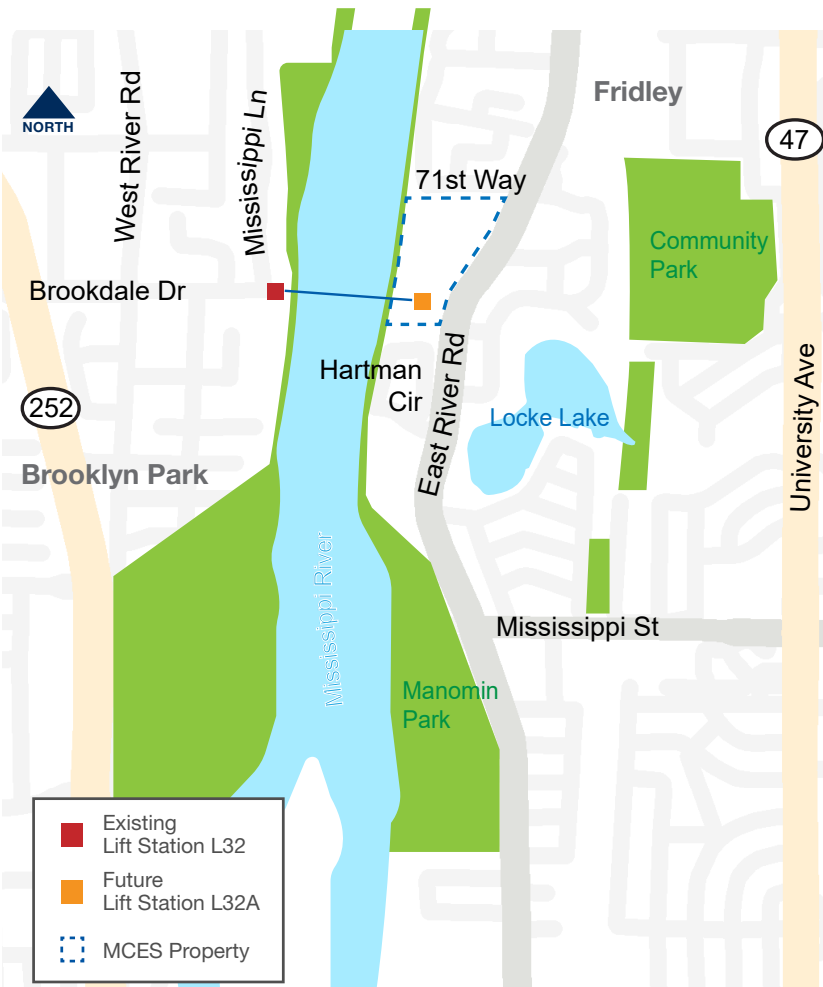 Fridley
NORTH
West River Rd
Mississippi Ln
47
71st Way
Community
Park
Brookdale Dr
Hartman
Cir
East River Rd
252
Locke Lake
University Ave
Brooklyn Park
Mississippi River
Mississippi St
Manomin
Park
Existing
Lift Station L32
Future
Lift Station L32A
MCES Property